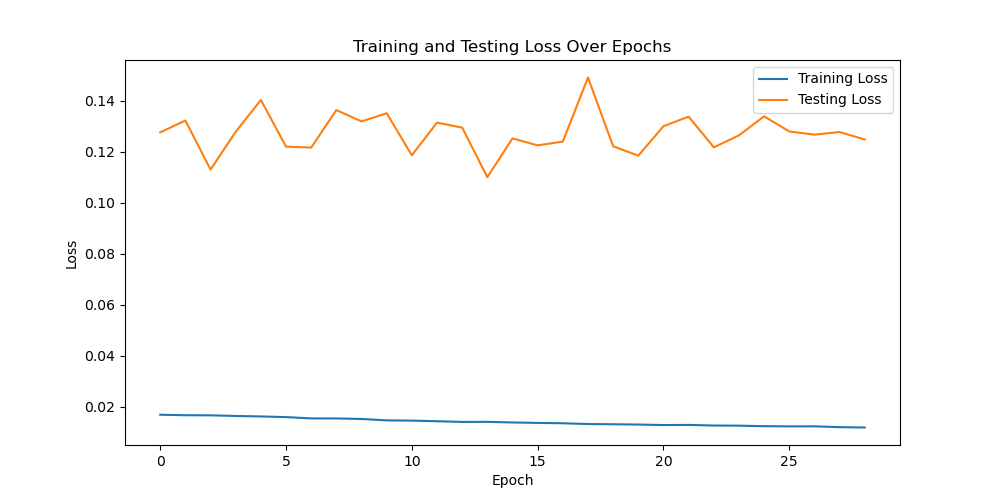 Training and Testing Loss Over Epochs
Training Loss
Testing Loss
0.14
0.12
0.10
0.08
0.06
0.04
0.02
Loss
0 5 10 15 20 25
Epoch